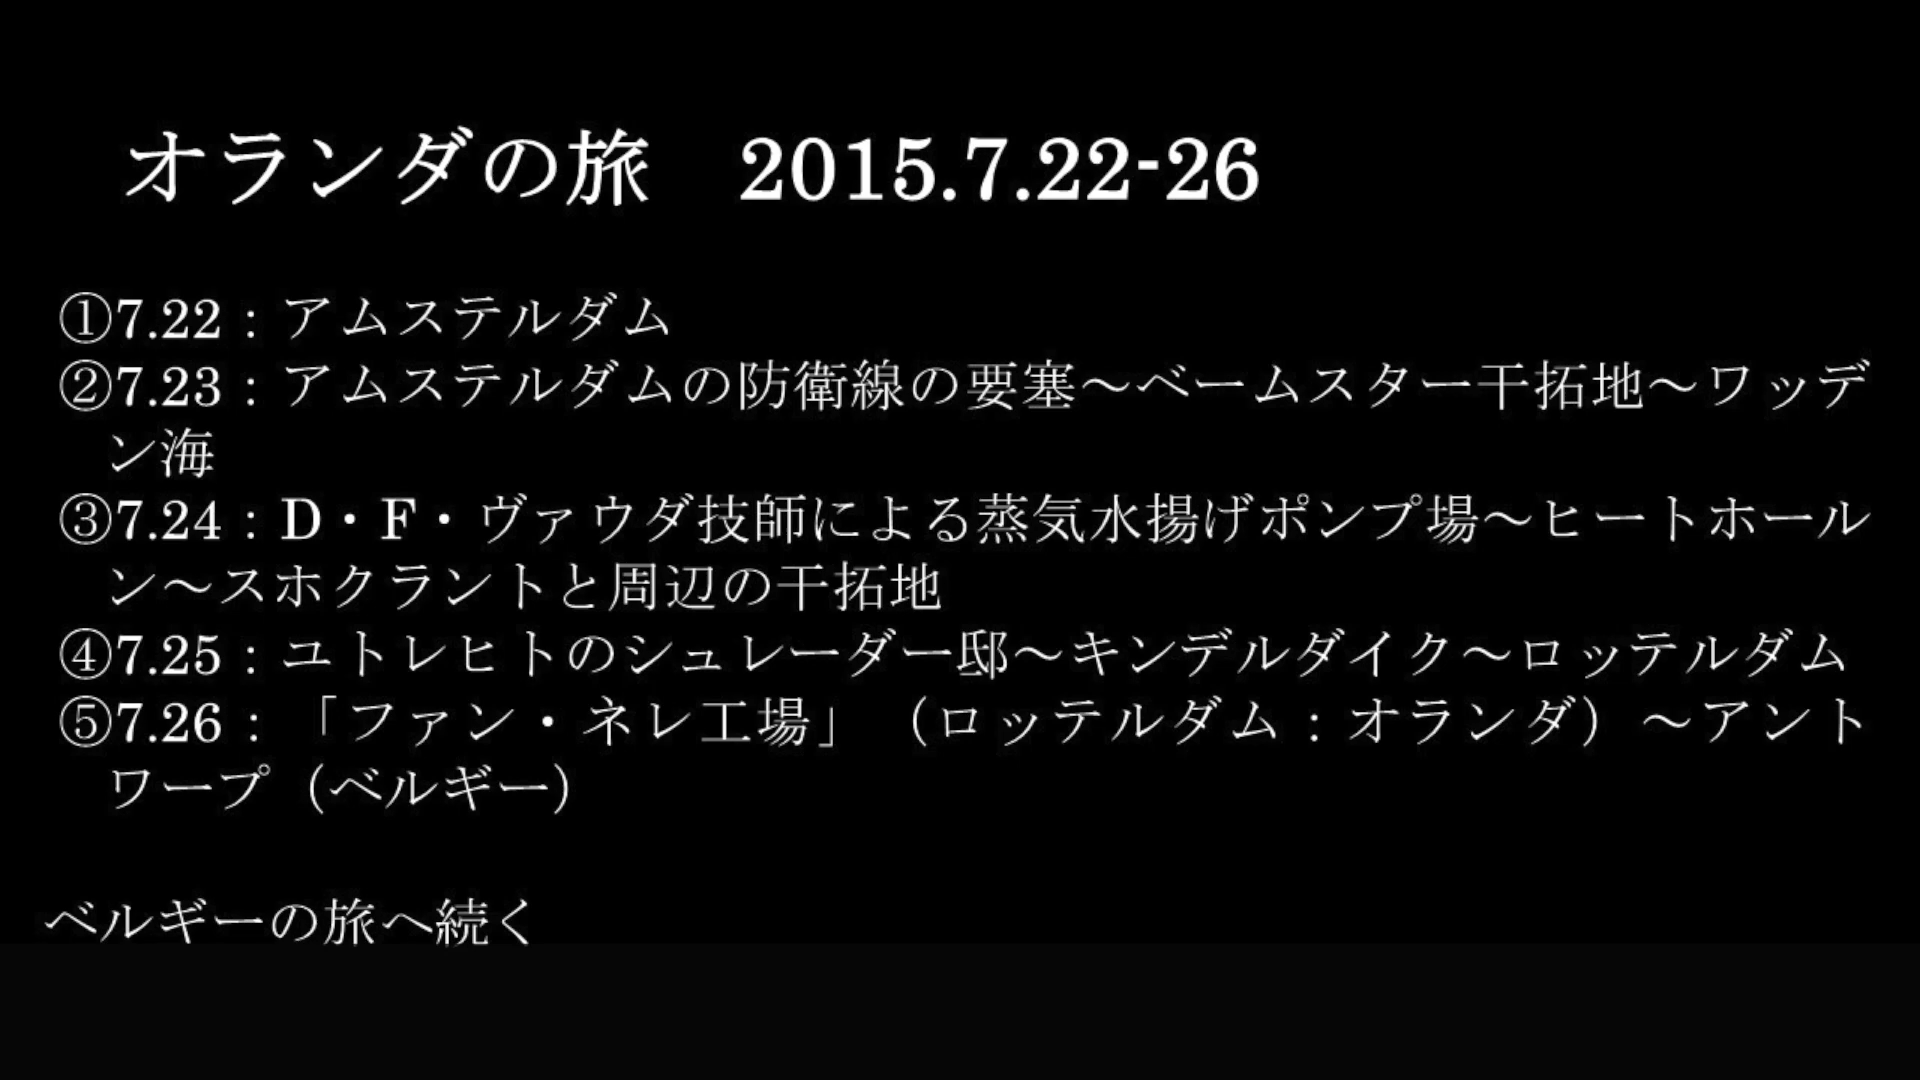 オランダの旅　2015.7.22-26
①7.22：アムステルダム
②7.23：アムステルダムの防衛線の要塞～ベームスター干拓地～ワッデ
ン海
③7.24：D・F・ヴァウダ技師による蒸気水揚げポンプ場～ヒートホール
ン～スホクラントと周辺の干拓地
④7.25：ユトレヒトのシュレーダー邸～キンデルダイク～ロッテルダム
⑤7.26：「ファン・ネレ工場」（ロッテルダム：オランダ）～アント
ワープ（ベルギー）
ベルギーの旅へ続く